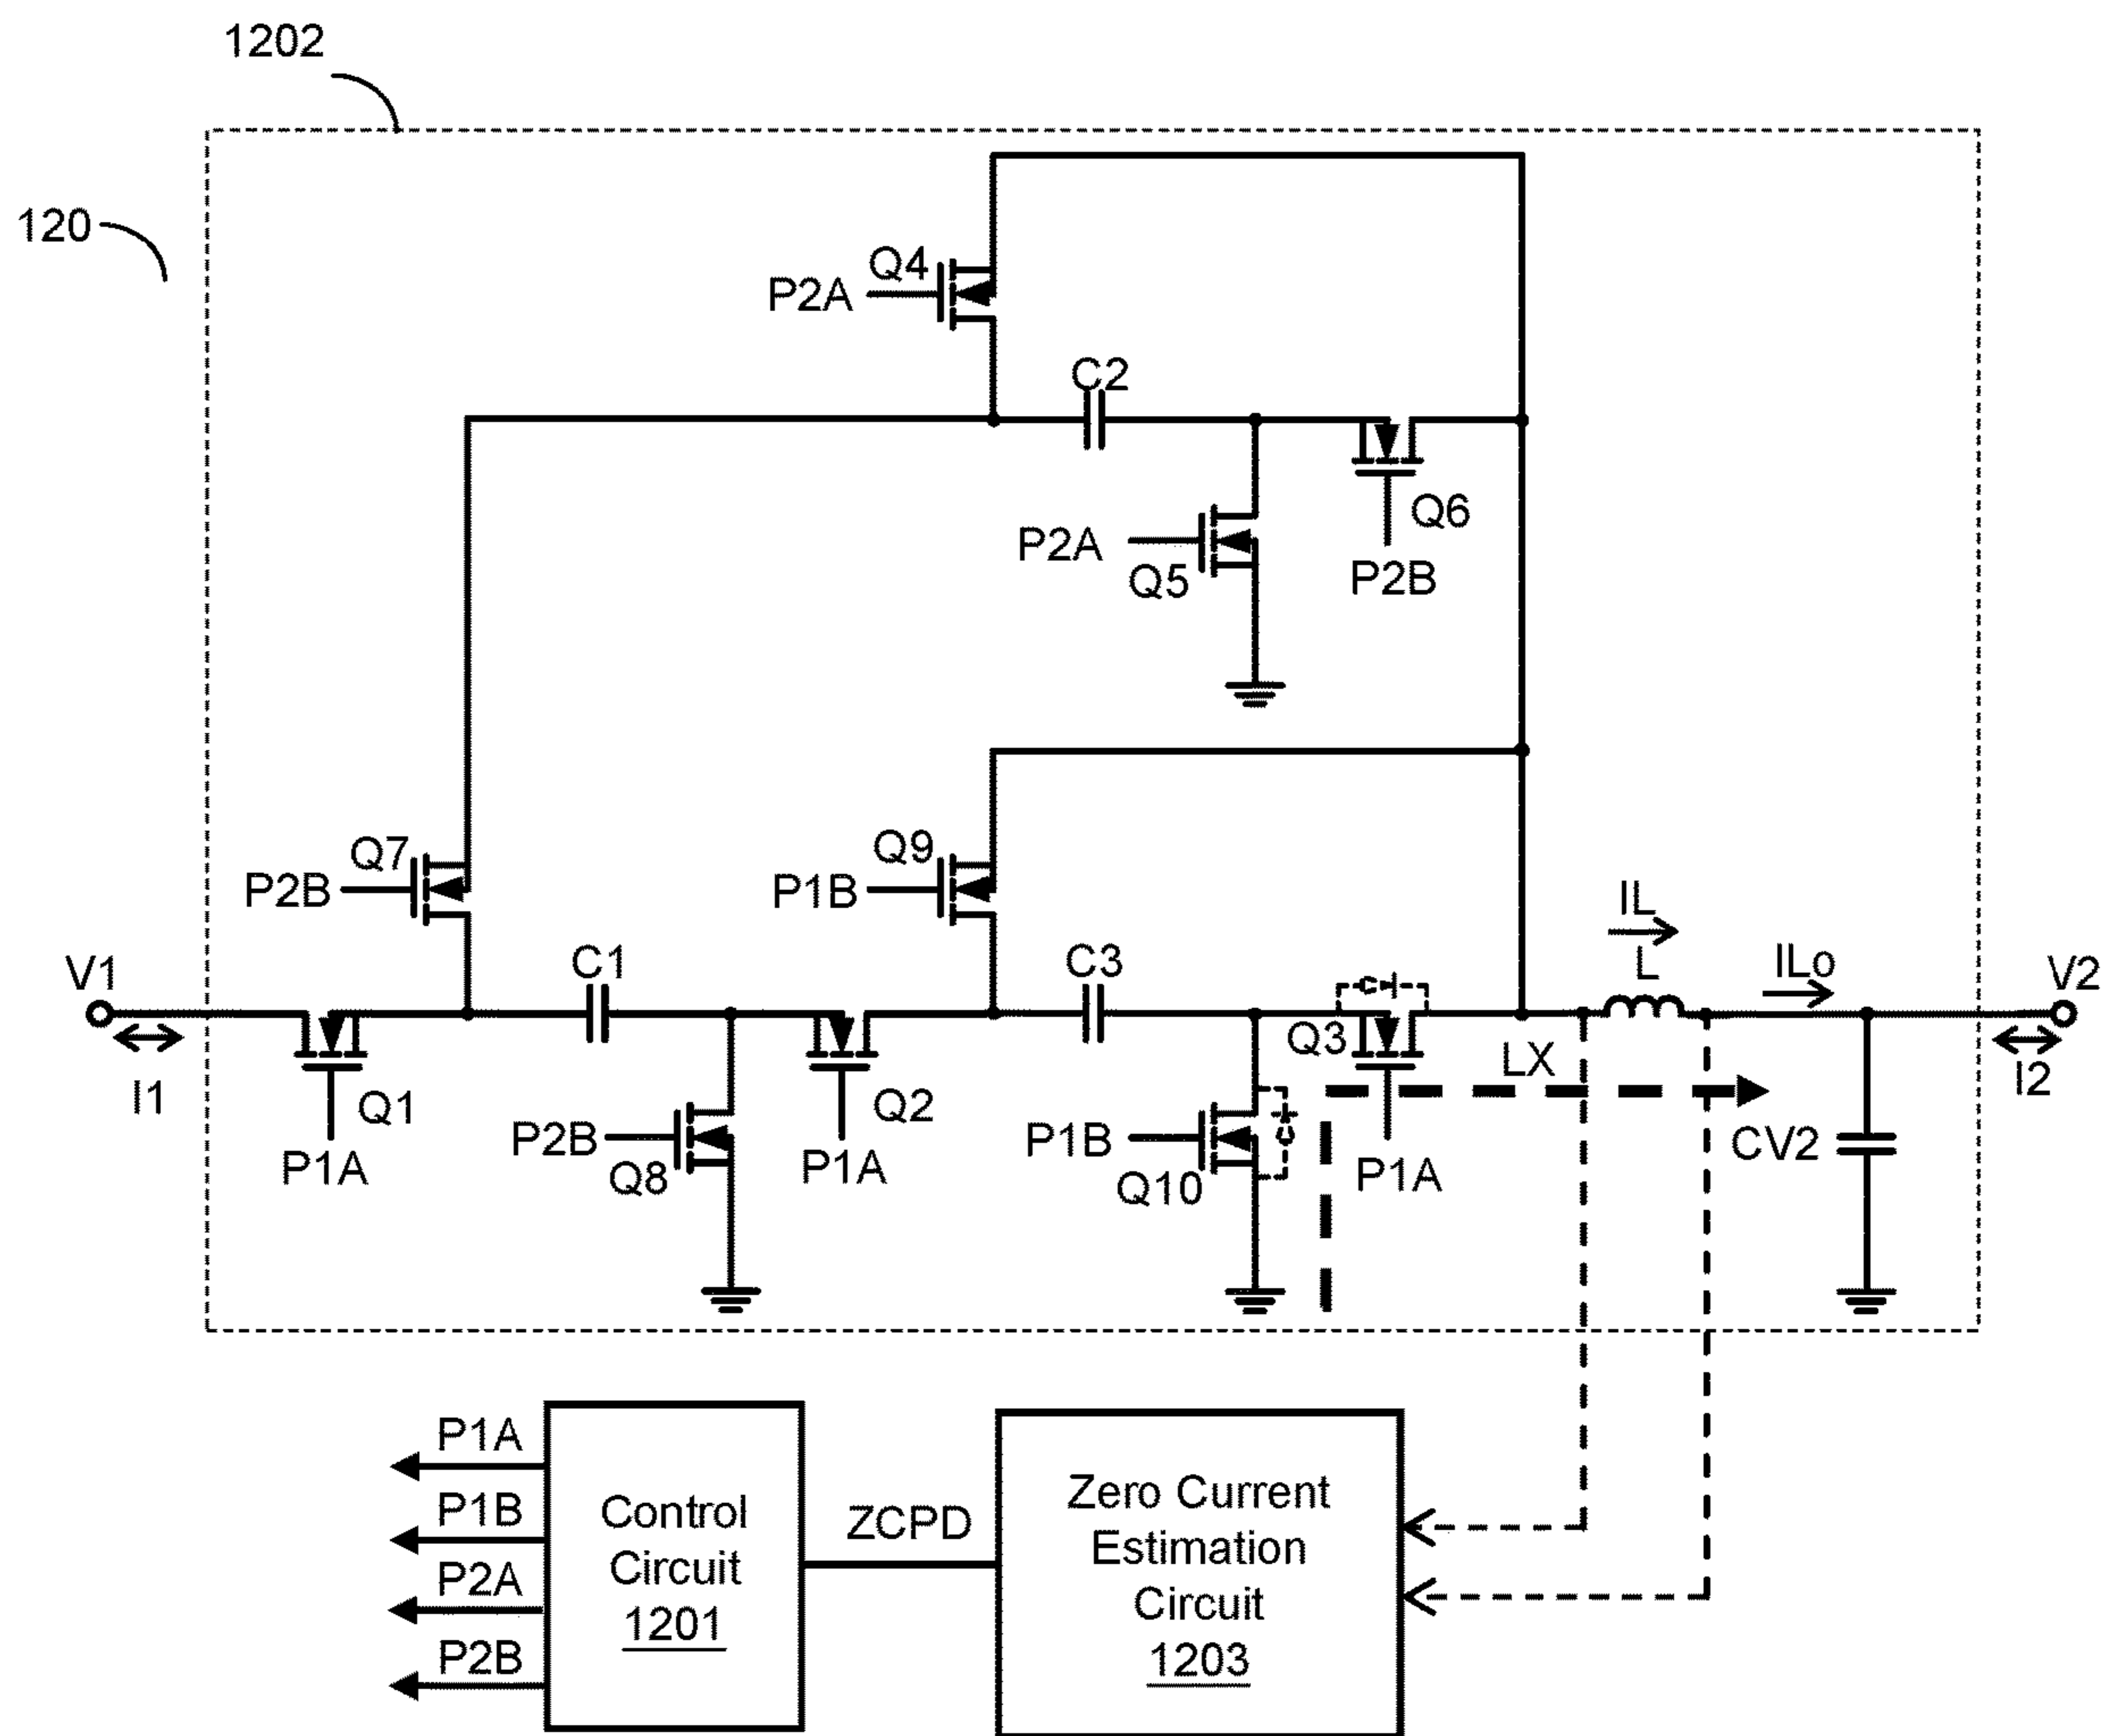 1202
120
Q4
P2A
C2
Q6
P2A
Q5
P2B
Q7
P2B
Q9
P1B
V1
C1
C3
IL
L
ILo
V2
I1
Q1
P1A
P2B
Q8
Q2
P1A
Q3
LX
P1B
Q10
P1A
CV2
I2
P1A
P1B
P2A
P2B
Control
Circuit
1201
ZCPD
Zero Current
Estimation
Circuit
1203